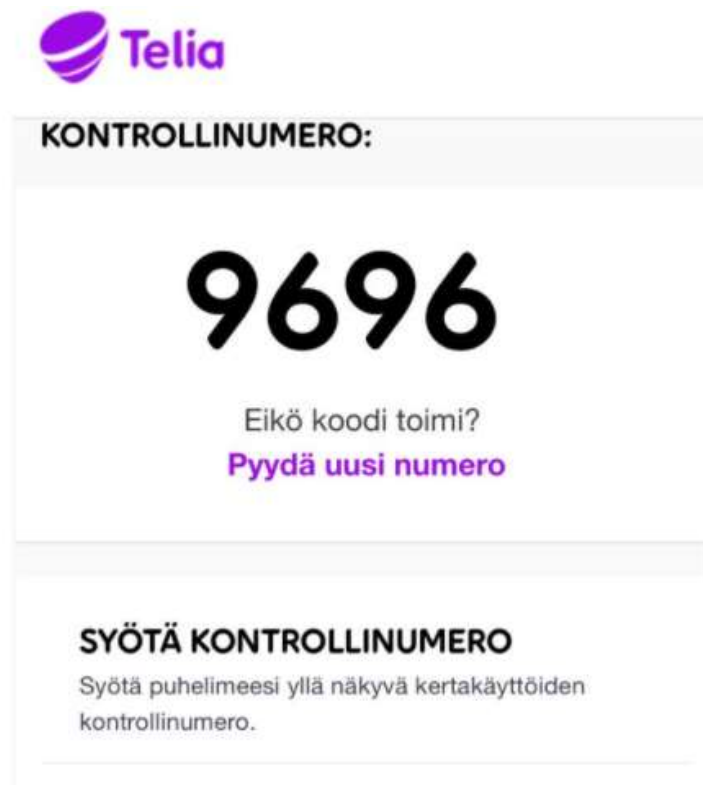 Telia
KONTROLLINUMERO:
9696
Eikö koodi toimi?
Pyydä uusi numero
SYÖTÄ KONTROLLINUMERO
Syötä puhelimeesi yllä näkyvä kertakäyttöiden
kontrollinumero.